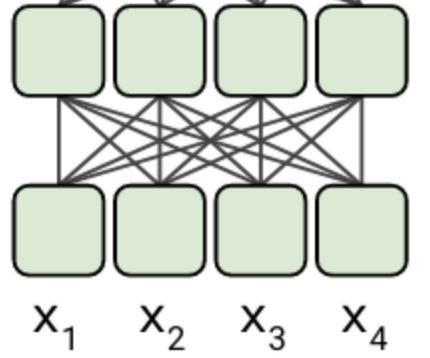 x₁ x₂ x₃ x₄